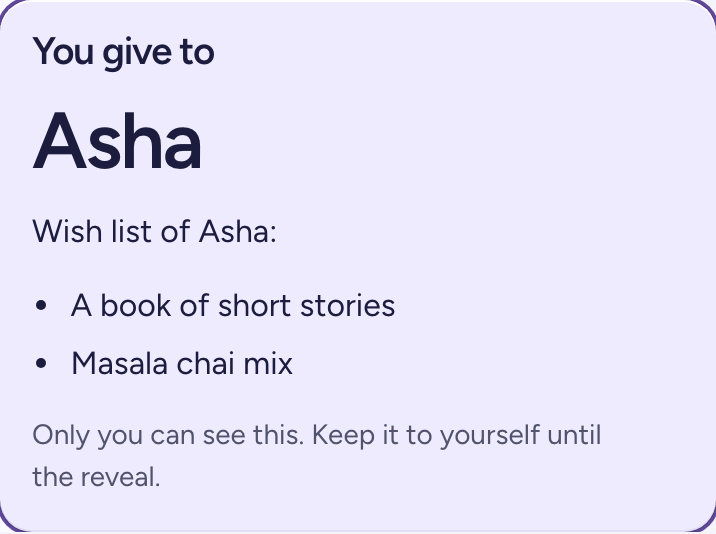 You give to
Asha
Wish list of Asha:
• A book of short stories
• Masala chai mix
Only you can see this. Keep it to yourself until
the reveal.